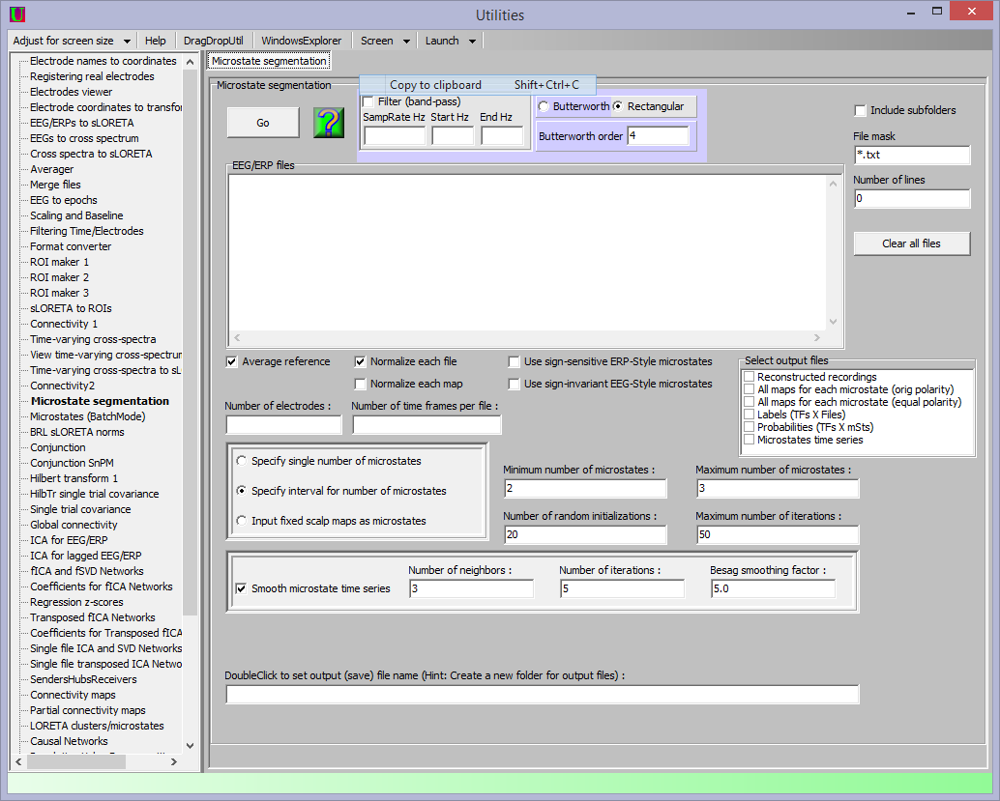 U
Utilities
Adjust for screen size
Help
DragDropUtil
WindowsExplorer
Screen
Launch
Electrode names to coordinates
Registering real electrodes
Electrodes viewer
Electrode coordinates to transfor
EEG/ERPs to sLORETA
EEGs to cross spectrum
Cross spectra to sLORETA
Averager
Merge files
EEG to epochs
Scaling and Baseline
Filtering Time/Electrodes
Format converter
ROI maker 1
ROI maker 2
ROI maker 3
sLORETA to ROIs
Connectivity 1
Time-varying cross-spectra
View time-varying cross-spectrum
Time-varying cross-spectra to sL
Connectivity2
Microstate segmentation
Microstates (BatchMode)
BRL sLORETA norms
Conjunction
Conjunction SnPM
Hilbert transform 1
HilbTr single trial covariance
Single trial covariance
Global connectivity
ICA for EEG/ERP
ICA for lagged EEG/ERP
fICA and fSVD Networks
Coefficients for fICA Networks
Regression z-scores
Transposed fICA Networks
Coefficients for Transposed fICA
Single file ICA and SVD Networks
Single file transposed ICA Netwo
SendersHubsReceivers
Connectivity maps
Partial connectivity maps
LORETA clusters/microstates
Causal Networks
Microstate segmentation
Microstate segmentation
Copy to clipboard Shift+Ctrl+C
Go
?
Filter (band-pass)
SampRate Hz Start Hz End Hz
Butterworth Rectangular
Butterworth order 4
Include subfolders
File mask
*.txt
Number of lines
0
Clear all files
EEG/ERP files
Average reference
Normalize each file
Use sign-sensitive ERP-Style microstates
Normalize each map
Use sign-invariant EEG-Style microstates
Select output files
Reconstructed recordings
All maps for each microstate (orig polarity)
All maps for each microstate (equal polarity)
Labels (TFs X Files)
Probabilities (TFs X mSts)
Microstates time series
Number of electrodes :
Number of time frames per file :
Specify single number of microstates
Specify interval for number of microstates
Input fixed scalp maps as microstates
Minimum number of microstates :
2
Maximum number of microstates :
3
Number of random initializations :
20
Maximum number of iterations :
50
Smooth microstate time series
Number of neighbors :
3
Number of iterations :
5
Besag smoothing factor :
5.0
DoubleClick to set output (save) file name (Hint: Create a new folder for output files) :